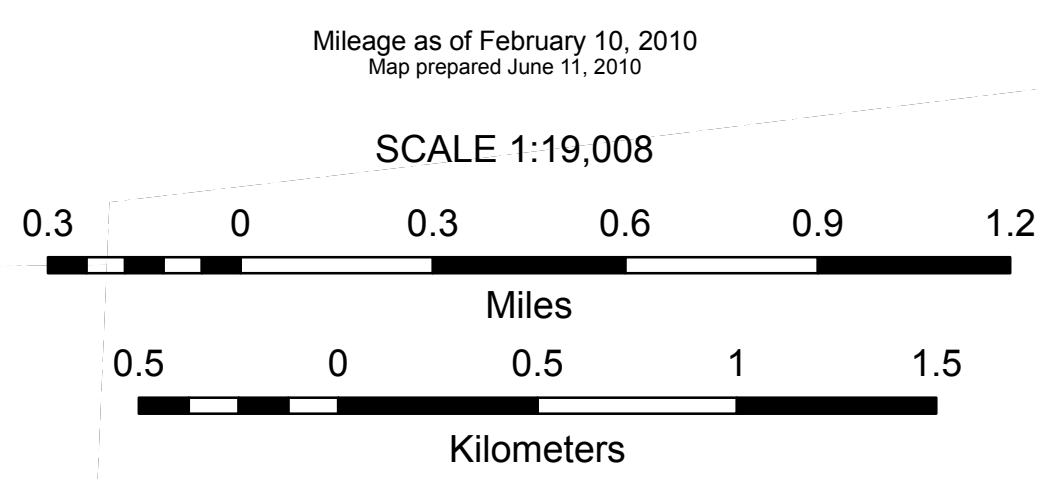 Mileage as of February 10, 2010
Map prepared June 11, 2010
SCALE 1:19,008
0.3 0 0.3 0.6 0.9 1.2
Miles
0.5 0 0.5 1 1.5
Kilometers